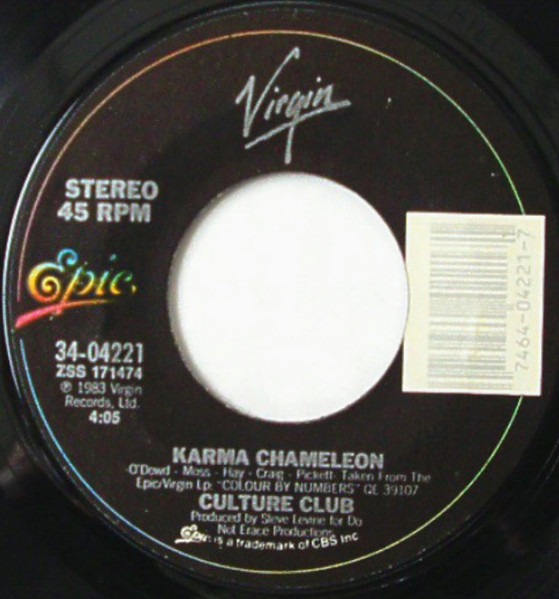 Virgin
STEREO
45 RPM
Epic
34-04221
ZSS 171474
℗ 1983 Virgin
Records, Ltd.
4:05
7464-04221-7
KARMA CHAMELEON
-O'Dowd - Moss - Hay - Craig - Pickett- Taken From The
Epic/Virgin Lp: "COLOUR BY NUMBERS" QE 39107
CULTURE CLUB
Produced by Steve Levine for Do
Not Erace Productions
Epic is a trademark of CBS Inc